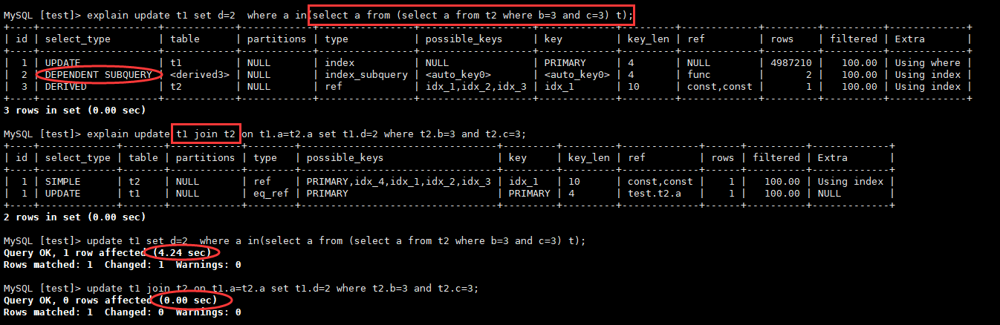 MySQL [test]> explain update t1 set d=2  where a in(select a from (select a from t2 where b=3 and c=3) t);
+----+--------------------+------------+------------+----------------+-------------------+-------------+---------+-------------+---------+----------+-------------+
| id | select_type        | table      | partitions | type           | possible_keys     | key         | key_len | ref         | rows    | filtered | Extra       |
+----+--------------------+------------+------------+----------------+-------------------+-------------+---------+-------------+---------+----------+-------------+
|  1 | UPDATE             | t1         | NULL       | index          | NULL              | PRIMARY     | 4       | NULL        | 4987210 |   100.00 | Using where |
|  2 | DEPENDENT SUBQUERY | <derived3> | NULL       | index_subquery | <auto_key0>       | <auto_key0> | 4       | func        |       2 |   100.00 | Using index |
|  3 | DERIVED            | t2         | NULL       | ref            | idx_1,idx_2,idx_3 | idx_1       | 10      | const,const |       1 |   100.00 | Using index |
+----+--------------------+------------+------------+----------------+-------------------+-------------+---------+-------------+---------+----------+-------------+
3 rows in set (0.00 sec)
MySQL [test]> explain update t1 join t2 on t1.a=t2.a set t1.d=2 where t2.b=3 and t2.c=3;
+----+-------------+-------+------------+--------+---------------------------------+---------+---------+-------------+------+----------+-------------+
| id | select_type | table | partitions | type   | possible_keys                   | key     | key_len | ref         | rows | filtered | Extra       |
+----+-------------+-------+------------+--------+---------------------------------+---------+---------+-------------+------+----------+-------------+
|  1 | SIMPLE      | t2    | NULL       | ref    | PRIMARY,idx_4,idx_1,idx_2,idx_3 | idx_1   | 10      | const,const |    1 |   100.00 | Using index |
|  1 | UPDATE      | t1    | NULL       | eq_ref | PRIMARY                         | PRIMARY | 4       | test.t2.a   |    1 |   100.00 | NULL        |
+----+-------------+-------+------------+--------+---------------------------------+---------+---------+-------------+------+----------+-------------+
2 rows in set (0.00 sec)
MySQL [test]> update t1 set d=2  where a in(select a from (select a from t2 where b=3 and c=3) t);
Query OK, 1 row affected (4.24 sec)
Rows matched: 1  Changed: 1  Warnings: 0
MySQL [test]> update t1 join t2 on t1.a=t2.a set t1.d=2 where t2.b=3 and t2.c=3;
Query OK, 0 rows affected (0.00 sec)
Rows matched: 1  Changed: 0  Warnings: 0